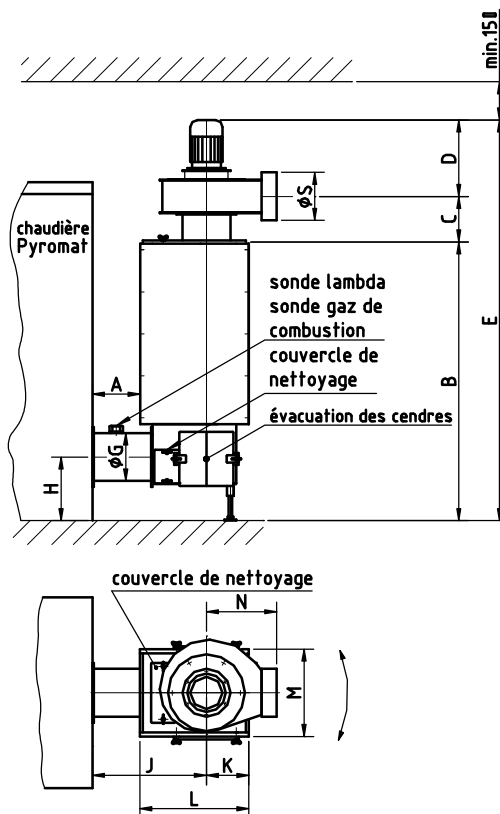 min.150
D
øS
C
chaudière
Pyromat
sonde lambda
sonde gaz de
combustion
couvercle de
nettoyage
E
A
B
évacuation des cendres
øG
H
couvercle de nettoyage
N
M
J
K
L